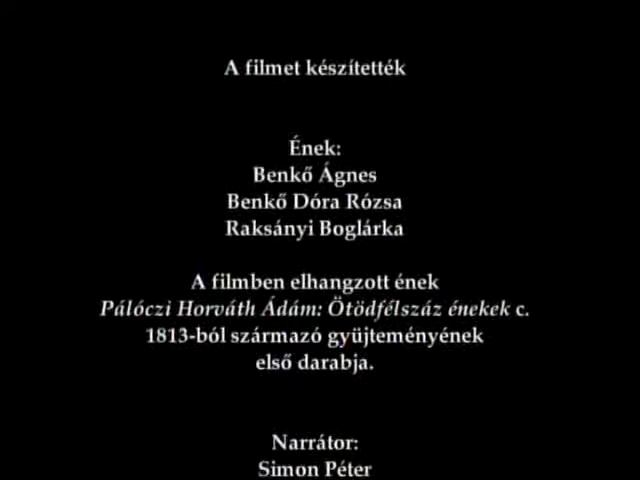 A filmet készítették
Ének:
Benkő Ágnes
Benkő Dóra Rózsa
Raksányi Boglárka
A filmben elhangzott ének
Pálóczi Horváth Ádám: Ötödfélszáz énekek c.
1813-ból származó gyüjteményének
első darabja.
Narrátor:
Simon Péter